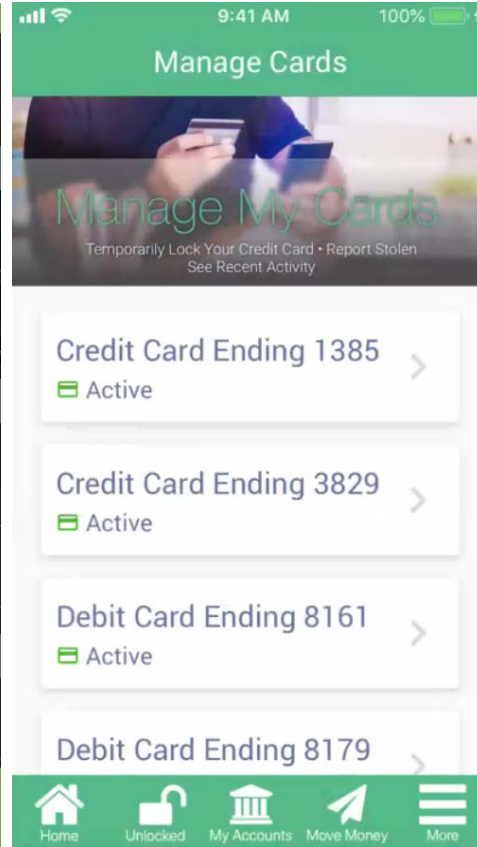 9:41 AM 100%
Manage Cards
Manage My Cards
Temporarily Lock Your Credit Card • Report Stolen
See Recent Activity
Credit Card Ending 1385
Active
Credit Card Ending 3829
Active
Debit Card Ending 8161
Active
Debit Card Ending 8179
Home Unlocked My Accounts Move Money More